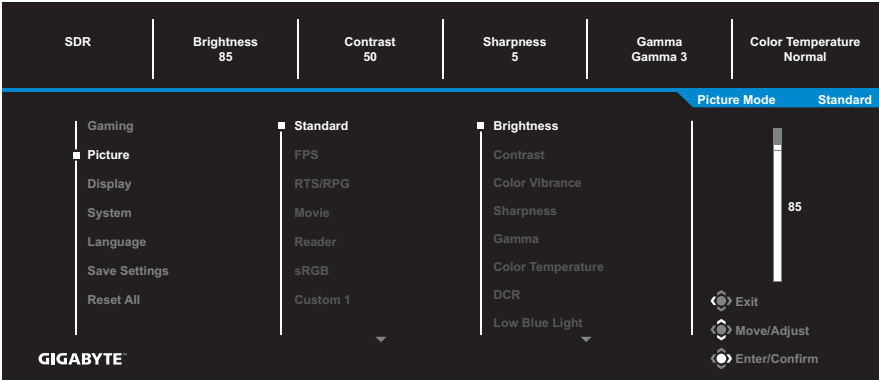 SDR
Brightness
85
Contrast
50
Sharpness
5
Gamma
Gamma 3
Color Temperature
Normal
Picture Mode Standard
Gaming
Picture
Display
System
Language
Save Settings
Reset All
Standard
FPS
RTS/RPG
Movie
Reader
sRGB
Custom 1
Brightness
Contrast
Color Vibrance
Sharpness
Gamma
Color Temperature
DCR
Low Blue Light
85
Exit
Move/Adjust
Enter/Confirm
GIGABYTE™